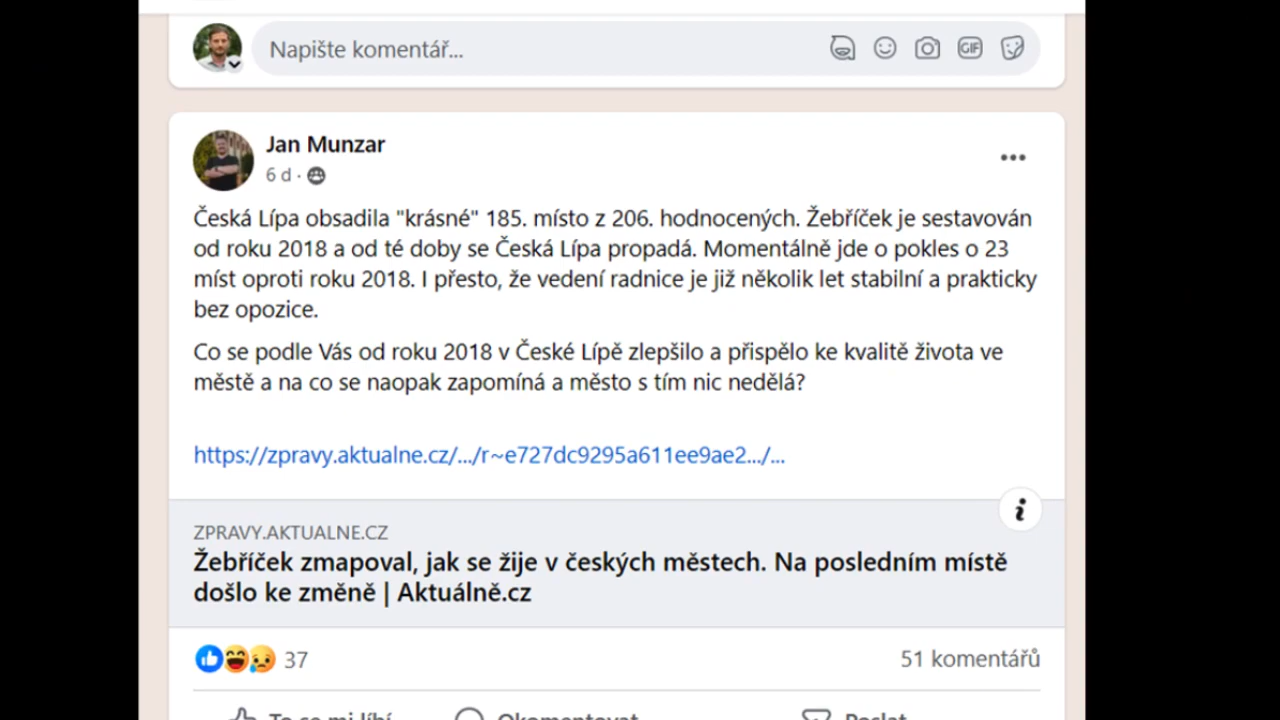 Napište komentář...
GIF
Jan Munzar
6 d ·
Česká Lípa obsadila "krásné" 185. místo z 206. hodnocených. Žebříček je sestavován
od roku 2018 a od té doby se Česká Lípa propadá. Momentálně jde o pokles o 23
míst oproti roku 2018. I přesto, že vedení radnice je již několik let stabilní a prakticky
bez opozice.
Co se podle Vás od roku 2018 v České Lípě zlepšilo a přispělo ke kvalitě života ve
městě a na co se naopak zapomíná a město s tím nic nedělá?
https://zpravy.aktualne.cz/.../r~e727dc9295a611ee9ae2.../...
ZPRAVY.AKTUALNE.CZ
Žebříček zmapoval, jak se žije v českých městech. Na posledním místě
došlo ke změně | Aktuálně.cz
37
51 komentářů
To se mi líbí
Okomentovat
Poslat